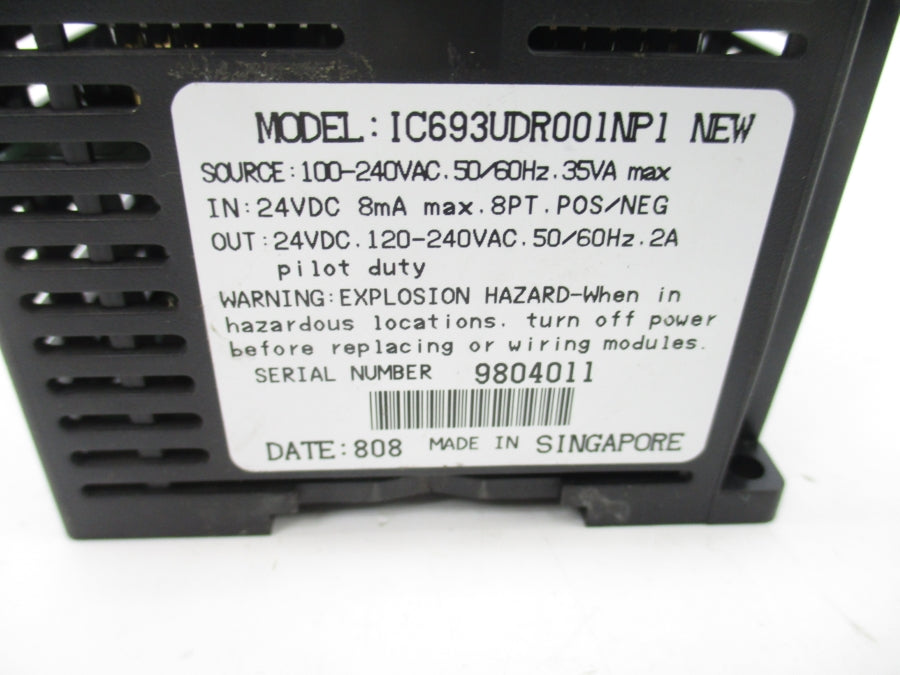 MODEL: IC693UDR001NP1 NEW
SOURCE: 100-240VAC. 50/60Hz. 35VA max
IN: 24VDC 8mA max. 8PT. POS/NEG
OUT: 24VDC. 120-240VAC. 50/60Hz. 2A
pilot duty
WARNING: EXPLOSION HAZARD-When in
hazardous locations. turn off power
before replacing or wiring modules.
SERIAL NUMBER 9804011
DATE: 808 MADE IN SINGAPORE